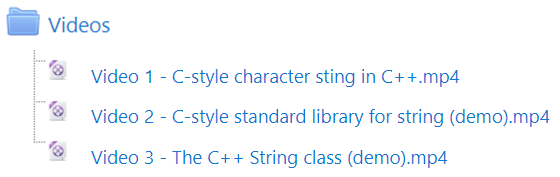 Videos
Video 1 - C-style character sting in C++.mp4
Video 2 - C-style standard library for string (demo).mp4
Video 3 - The C++ String class (demo).mp4